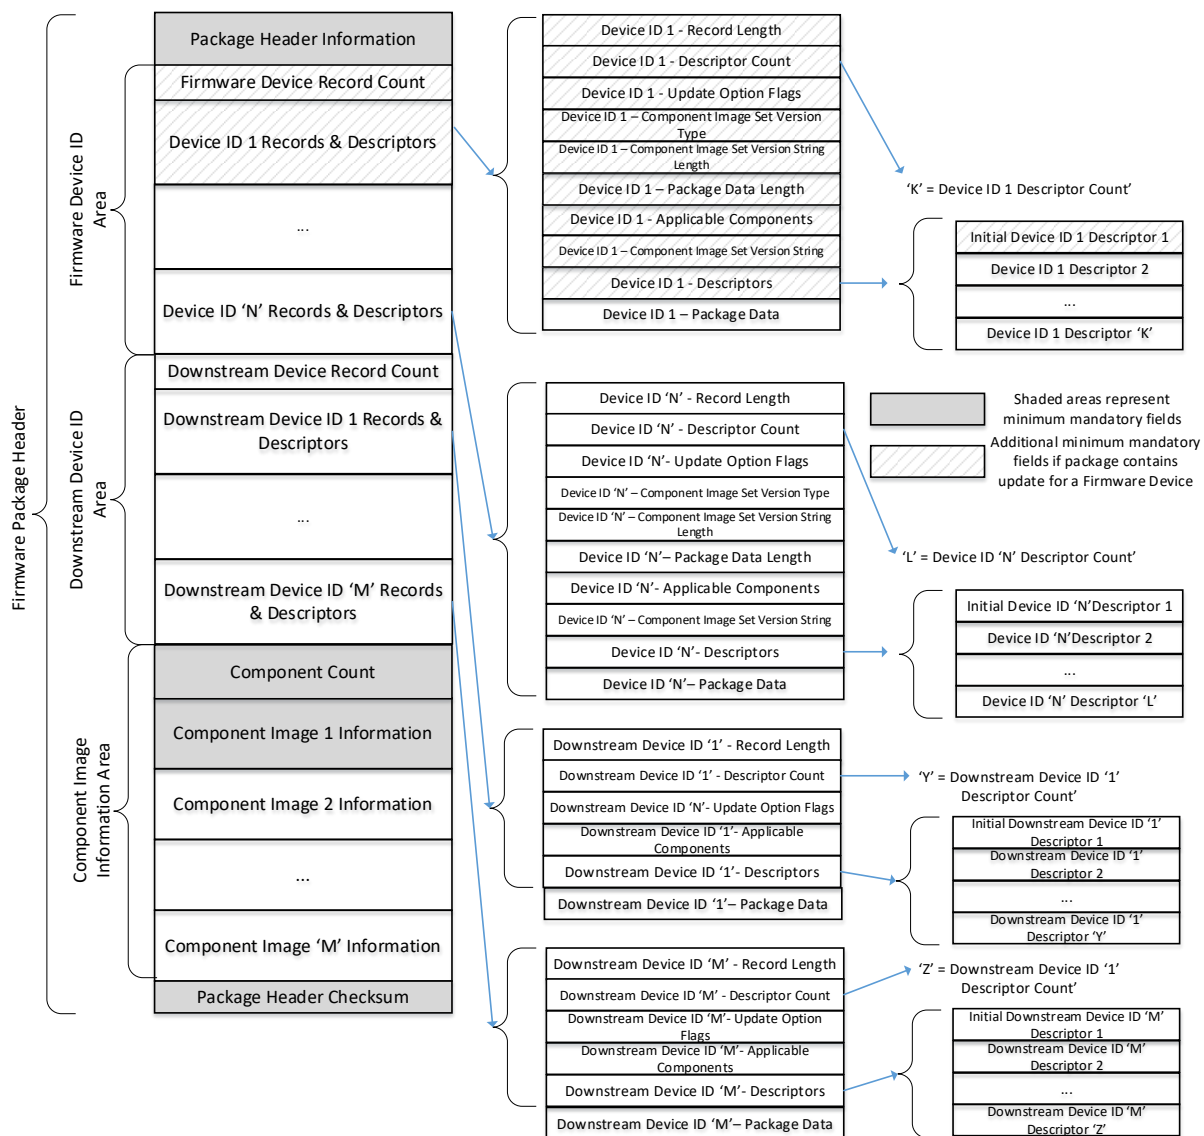 Firmware Package Header
Firmware Device ID
Area
Downstream Device ID
Area
Component Image
Information Area
Package Header Information
Firmware Device Record Count
Device ID 1 Records & Descriptors
...
Device ID ‘N’ Records & Descriptors
Downstream Device Record Count
Downstream Device ID 1 Records &
Descriptors
...
Downstream Device ID ‘M’ Records
& Descriptors
Component Count
Component Image 1 Information
Component Image 2 Information
...
Component Image ‘M’ Information
Package Header Checksum
Device ID 1 - Record Length
Device ID 1 - Descriptor Count
Device ID 1 - Update Option Flags
Device ID 1 – Component Image Set Version
Type
Device ID 1 – Component Image Set Version String
Length
Device ID 1 – Package Data Length
Device ID 1 - Applicable Components
Device ID 1 – Component Image Set Version String
Device ID 1 - Descriptors
Device ID 1 – Package Data
‘K’ = Device ID 1 Descriptor Count’
Initial Device ID 1 Descriptor 1
Device ID 1 Descriptor 2
...
Device ID 1 Descriptor ‘K’
Shaded areas represent
minimum mandatory fields
Additional minimum mandatory
fields if package contains
update for a Firmware Device
Device ID ‘N’ - Record Length
Device ID ‘N’ - Descriptor Count
Device ID ‘N’- Update Option Flags
Device ID ‘N’ – Component Image Set Version Type
Device ID ‘N’ – Component Image Set Version String
Length
Device ID ‘N’– Package Data Length
Device ID ‘N’- Applicable Components
Device ID ‘N’ – Component Image Set Version String
Device ID ‘N’- Descriptors
Device ID ‘N’– Package Data
‘L’ = Device ID ‘N’ Descriptor Count’
Initial Device ID ‘N’Descriptor 1
Device ID ‘N’Descriptor 2
...
Device ID ‘N’ Descriptor ‘L’
Downstream Device ID ‘1’ - Record Length
Downstream Device ID ‘1’ - Descriptor Count
Downstream Device ID ‘N’- Update Option Flags
Downstream Device ID ‘1’- Applicable
Components
Downstream Device ID ‘1’- Descriptors
Downstream Device ID ‘1’– Package Data
‘Y’ = Downstream Device ID ‘1’
Descriptor Count’
Initial Downstream Device ID ‘1’
Descriptor 1
Downstream Device ID ‘1’
Descriptor 2
...
Downstream Device ID ‘1’
Descriptor ‘Y’
Downstream Device ID ‘M’ - Record Length
Downstream Device ID ‘M’ - Descriptor Count
Downstream Device ID ‘M’- Update Option
Flags
Downstream Device ID ‘M’- Applicable
Components
Downstream Device ID ‘M’- Descriptors
Downstream Device ID ‘M’– Package Data
‘Z’ = Downstream Device ID ‘1’
Descriptor Count’
Initial Downstream Device ID ‘M’
Descriptor 1
Downstream Device ID ‘M’
Descriptor 2
...
Downstream Device ID ‘M’
Descriptor ‘Z’